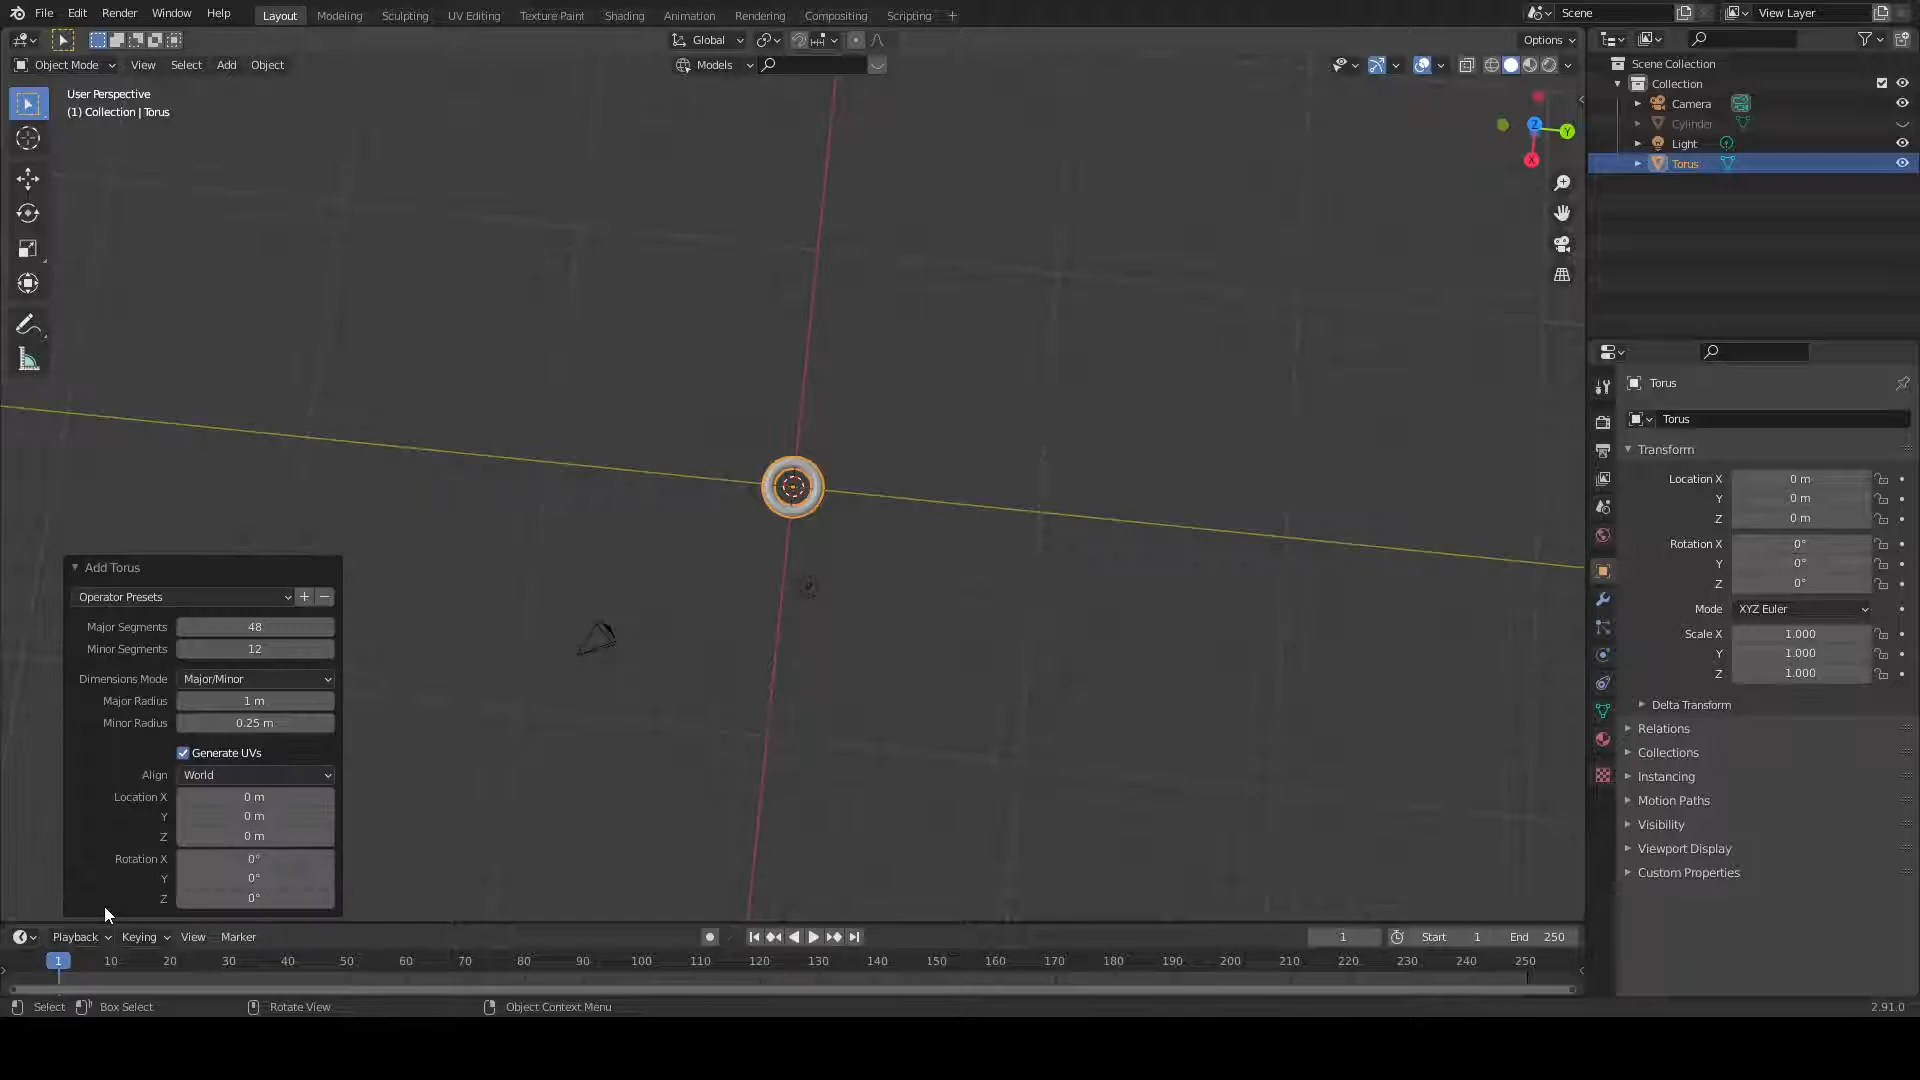 File Edit Render Window Help Layout Modeling Sculpting UV Editing Texture Paint Shading Animation Rendering Compositing Scripting + Scene View Layer
Global Options
Object Mode View Select Add Object Models
User Perspective
(1) Collection | Torus
Z Y X
Scene Collection
Collection
Camera
Cylinder
Light
Torus
Torus
Torus
Transform
Location X 0 m
Y 0 m
Z 0 m
Rotation X 0°
Y 0°
Z 0°
Mode XYZ Euler
Scale X 1.000
Y 1.000
Z 1.000
Delta Transform
Relations
Collections
Instancing
Motion Paths
Visibility
Viewport Display
Custom Properties
Add Torus
Operator Presets + −
Major Segments 48
Minor Segments 12
Dimensions Mode Major/Minor
Major Radius 1 m
Minor Radius 0.25 m
Generate UVs
Align World
Location X 0 m
Y 0 m
Z 0 m
Rotation X 0°
Y 0°
Z 0°
Playback Keying View Marker 1 Start 1 End 250
1 10 20 30 40 50 60 70 80 90 100 110 120 130 140 150 160 170 180 190 200 210 220 230 240 250
Select Box Select Rotate View Object Context Menu 2.91.0